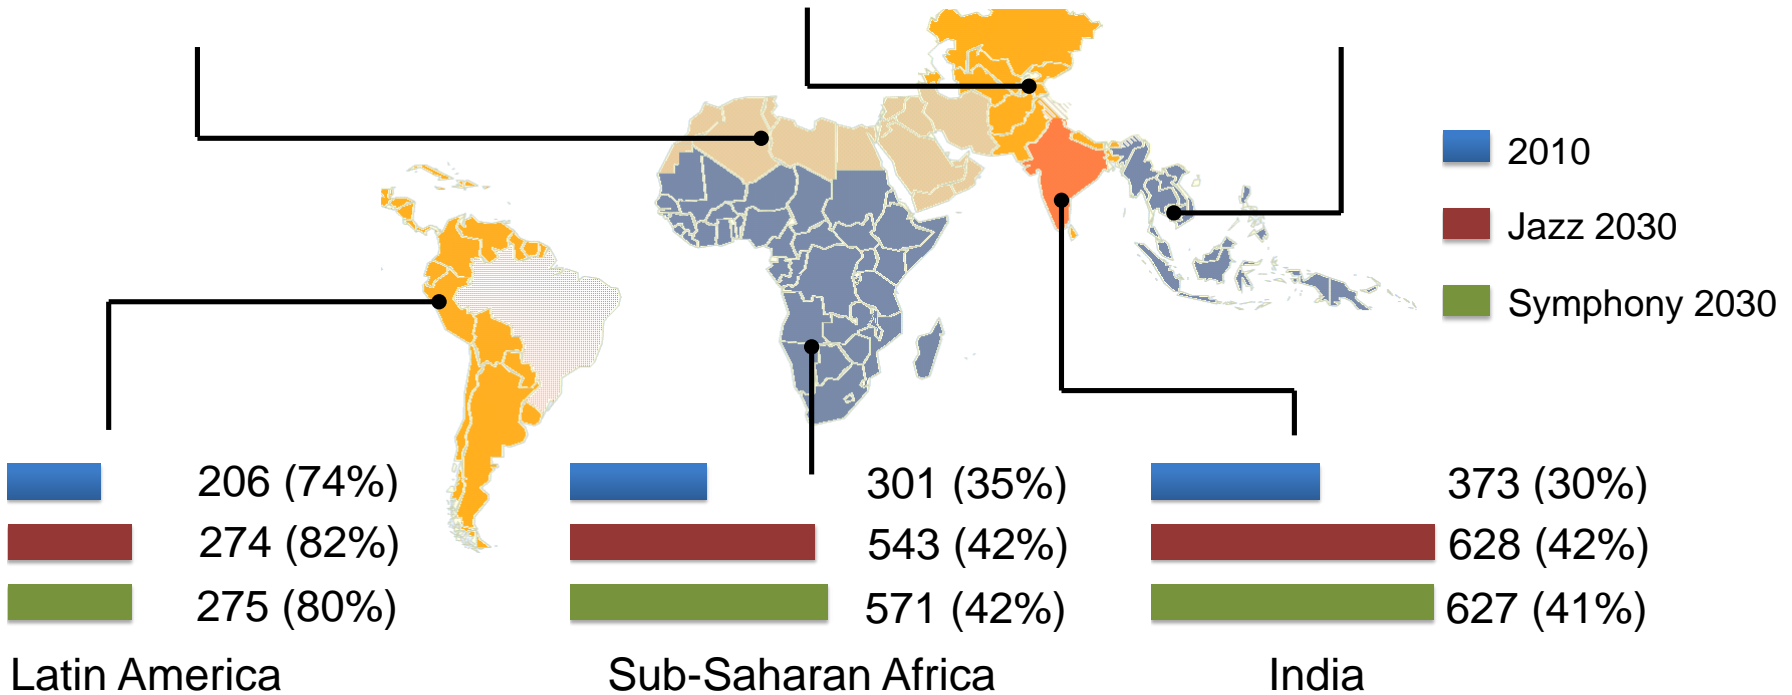 2010
Jazz 2030
Symphony 2030
206 (74%)
274 (82%)
275 (80%)
Latin America
301 (35%)
543 (42%)
571 (42%)
Sub-Saharan Africa
373 (30%)
628 (42%)
627 (41%)
India